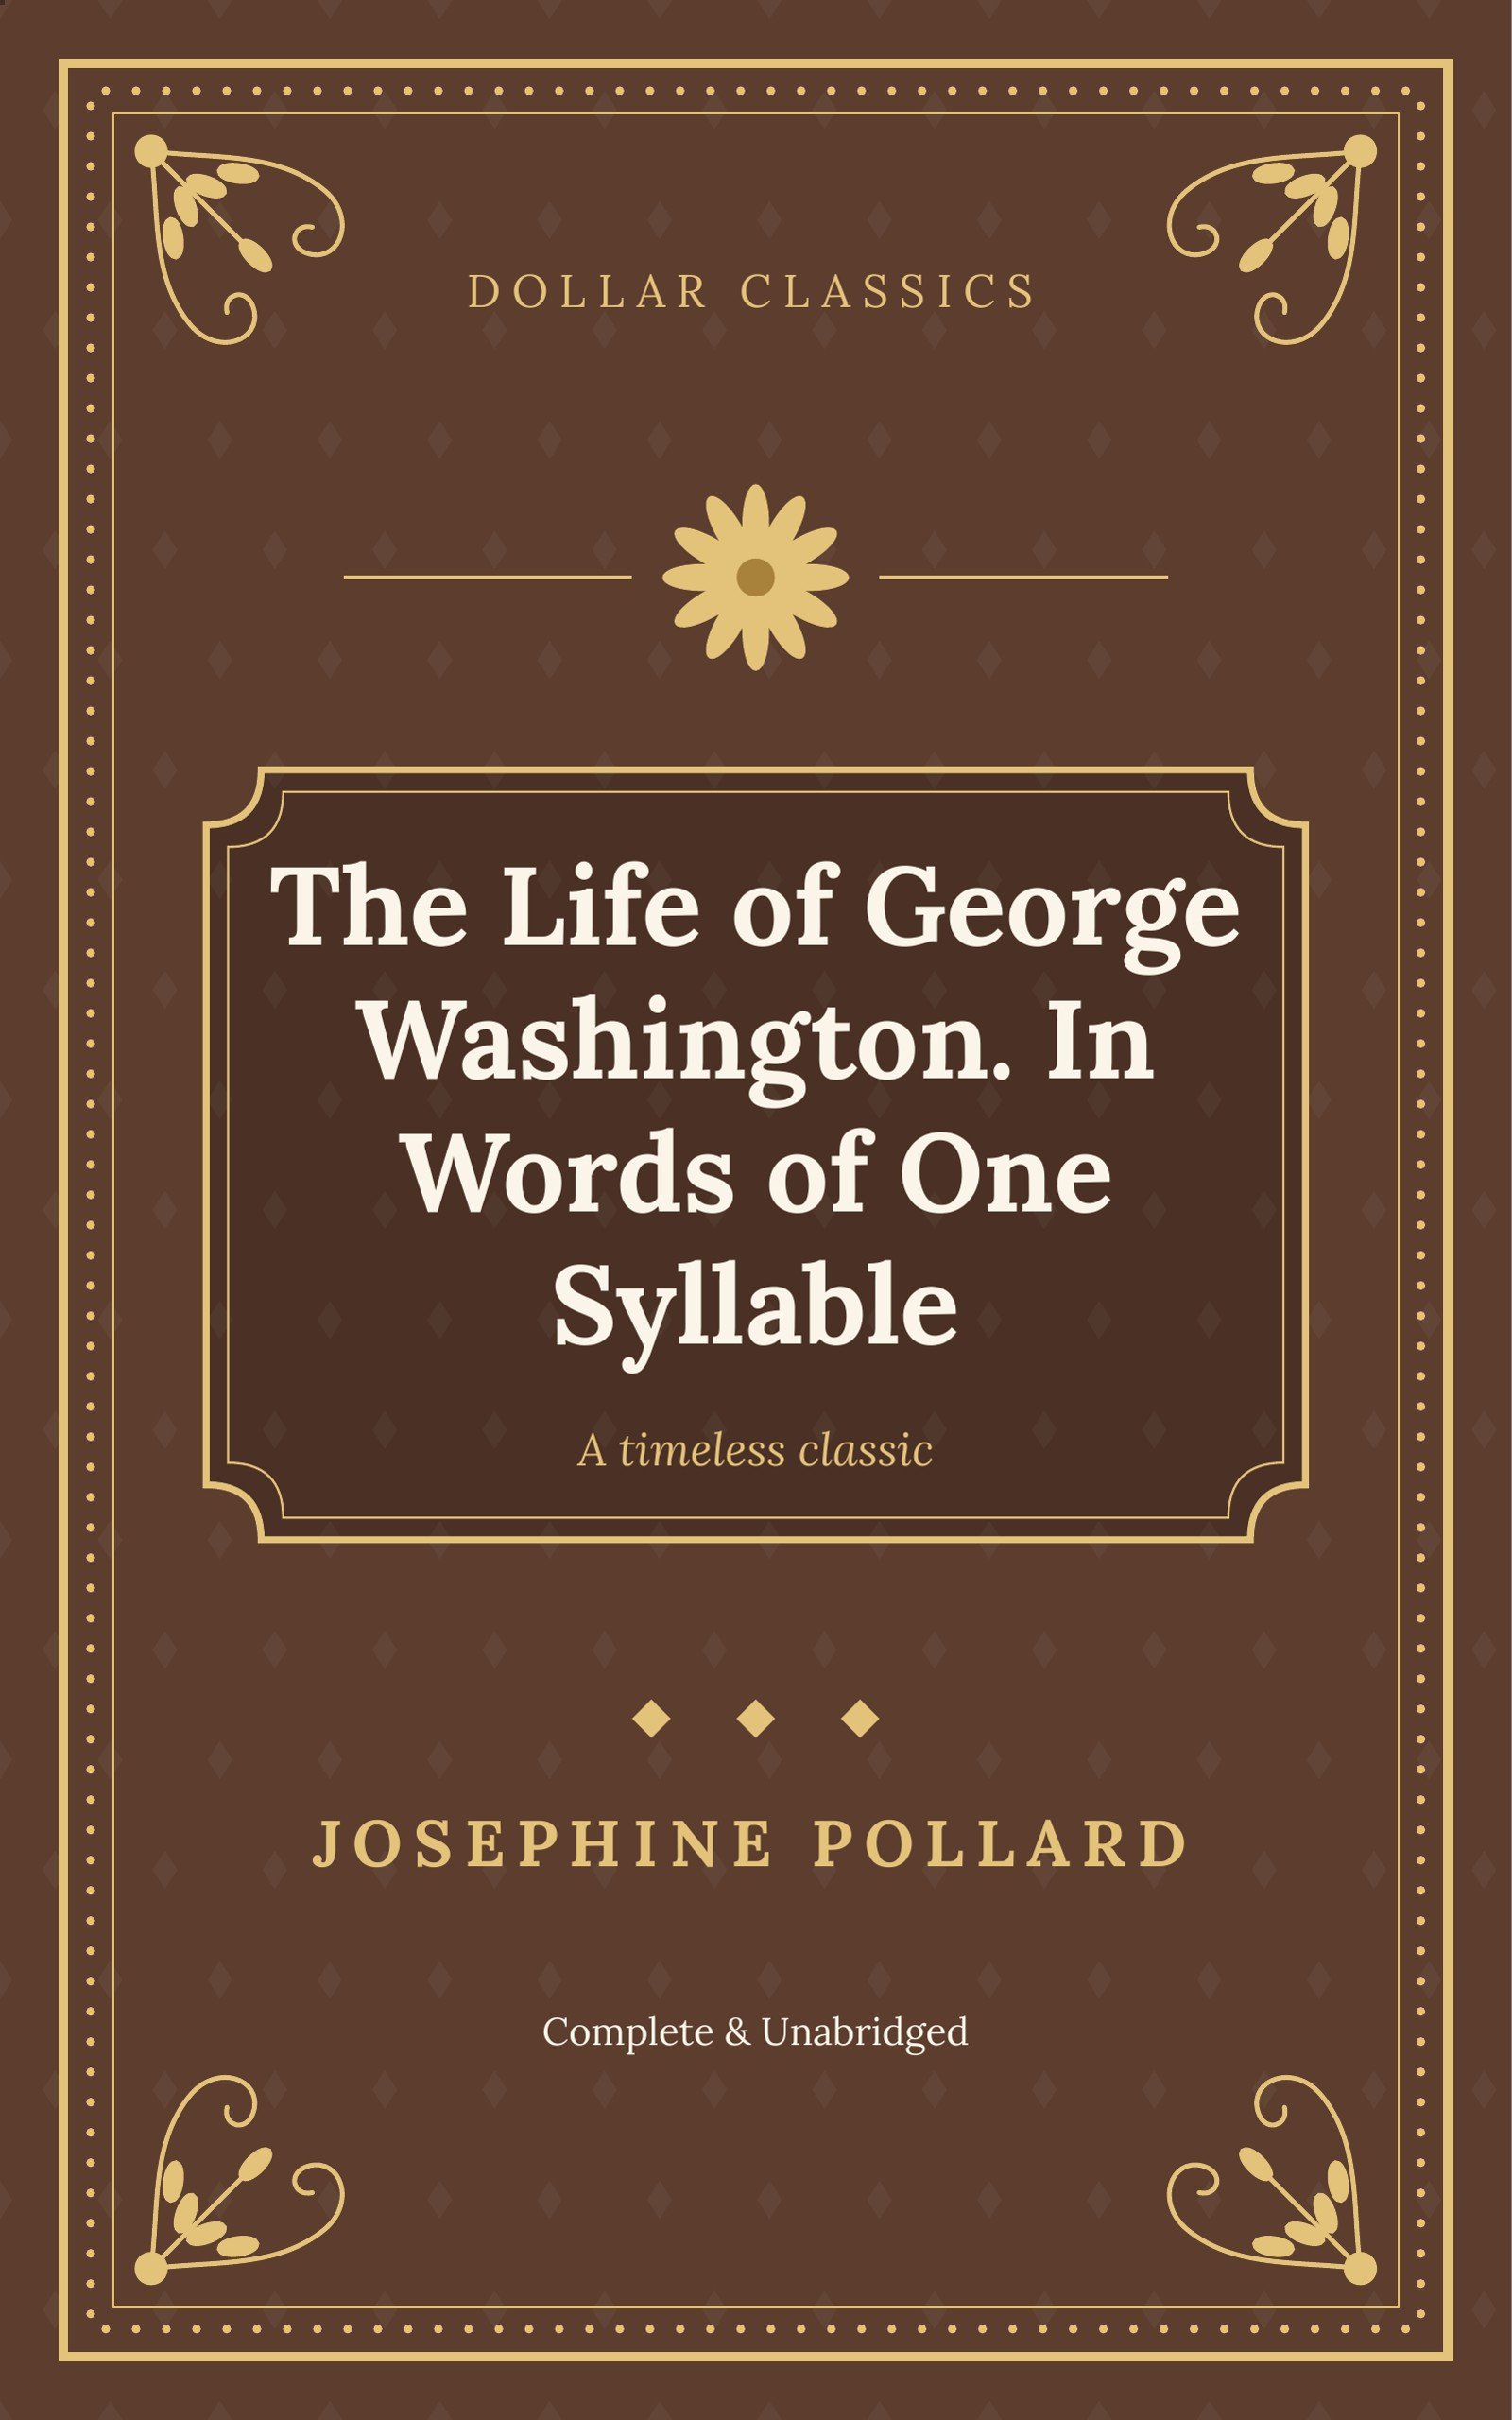 DOLLAR CLASSICS
The Life of George
Washington. In
Words of One
Syllable
A timeless classic
JOSEPHINE POLLARD
Complete & Unabridged